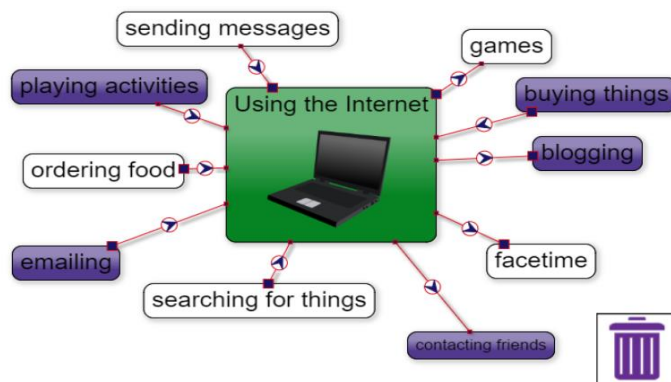 sending messages
games
playing activities
Using the Internet
buying things
blogging
ordering food
emailing
facetime
searching for things
contacting friends